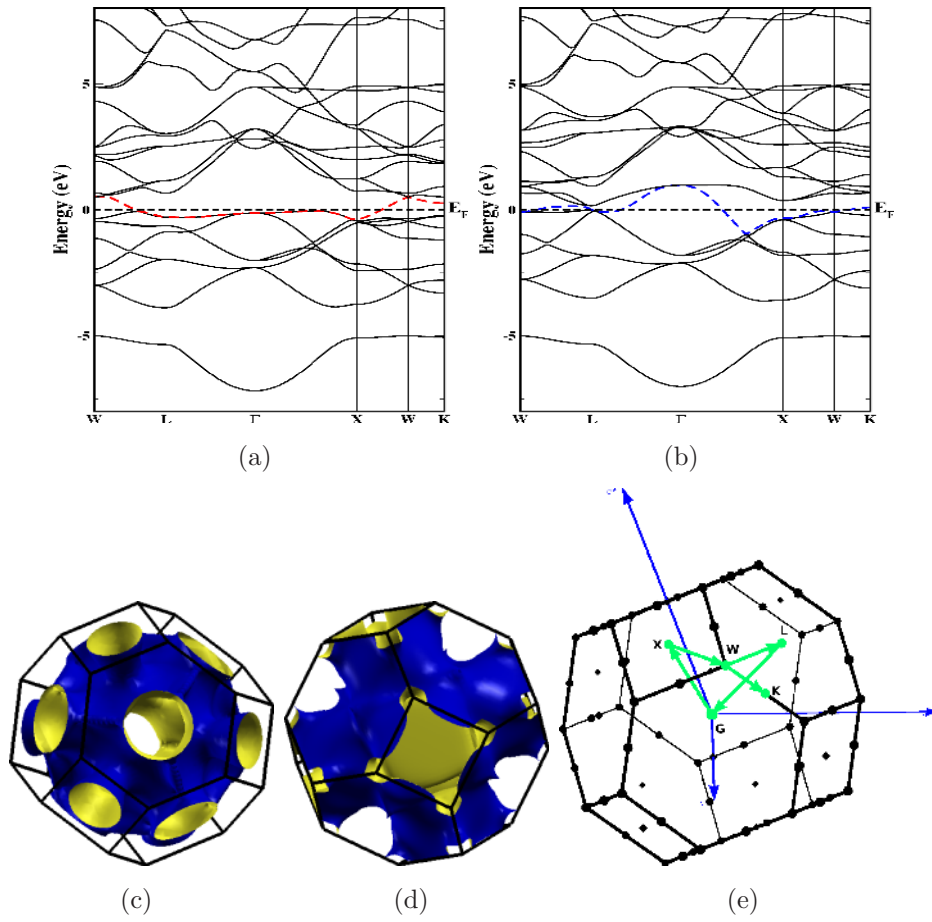 5
0
-5
Energy (eV)
E_F
W L Γ X W K
(a)
5
0
-5
Energy (eV)
E_F
W L Γ X W K
(b)
(c)
(d)
X
W
L
K
G
(e)